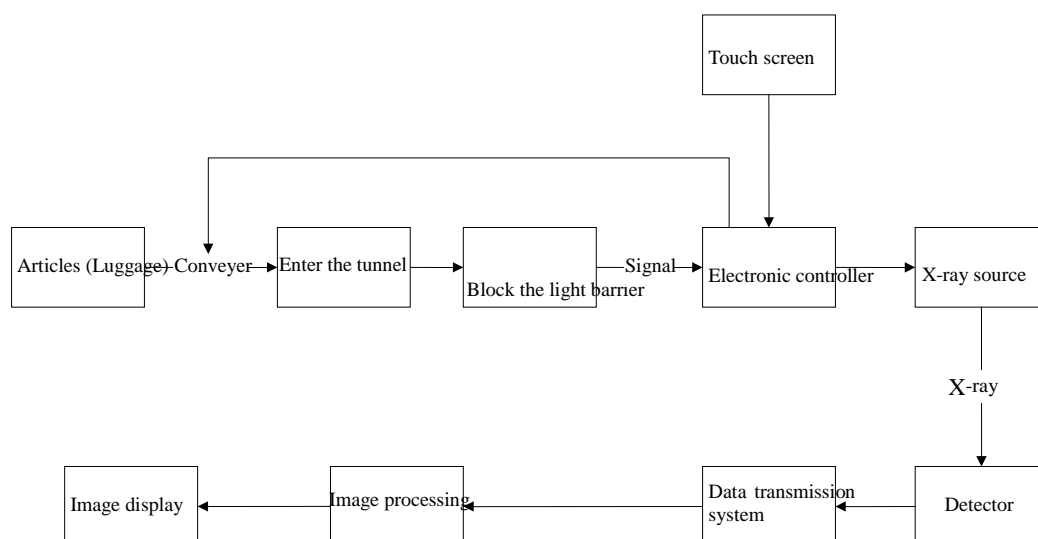 Touch screen
Articles (Luggage)
Conveyer
Enter the tunnel
Block the light barrier
Signal
Electronic controller
X-ray source
X-ray
Image display
Image processing
Data transmission
system
Detector